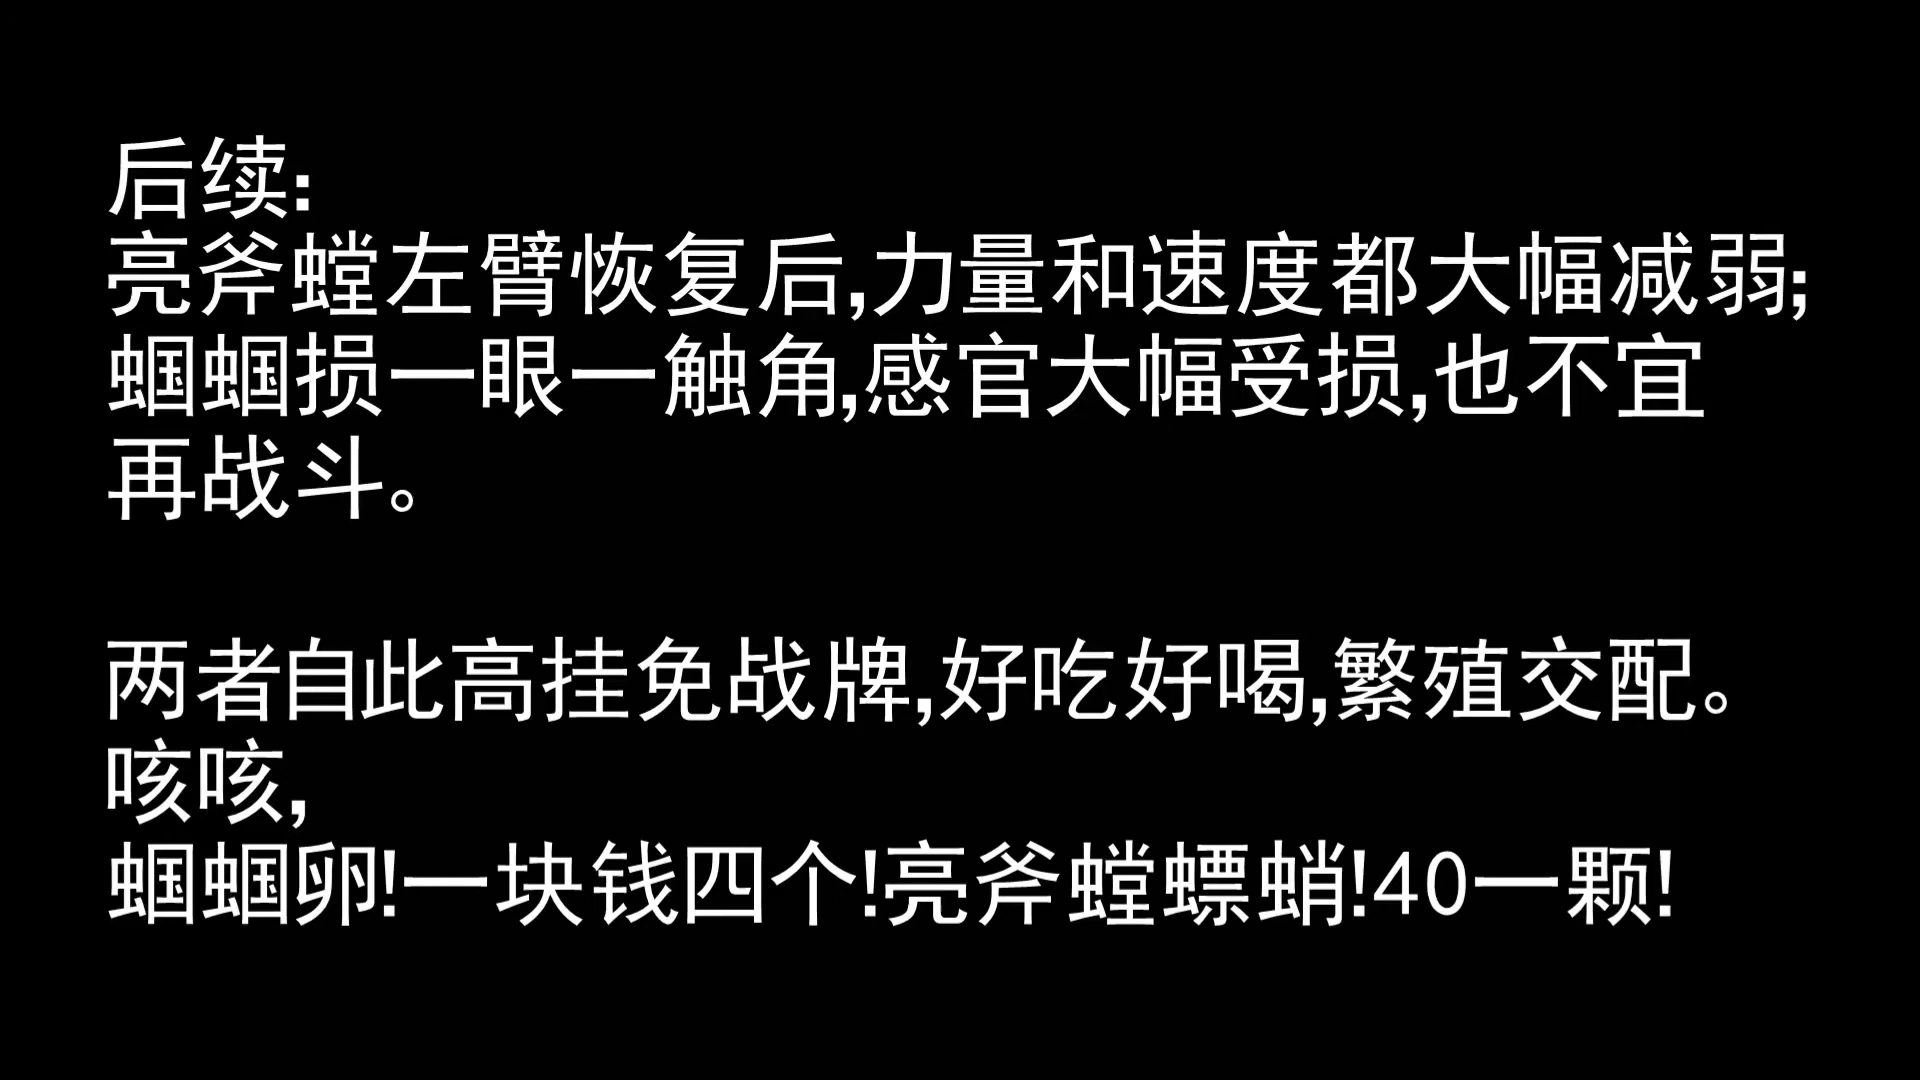 后续:
亮斧螳左臂恢复后,力量和速度都大幅减弱;
蝈蝈损一眼一触角,感官大幅受损,也不宜
再战斗。
两者自此高挂免战牌,好吃好喝,繁殖交配。
咳咳,
蝈蝈卵!一块钱四个!亮斧螳螵蛸!40一颗!